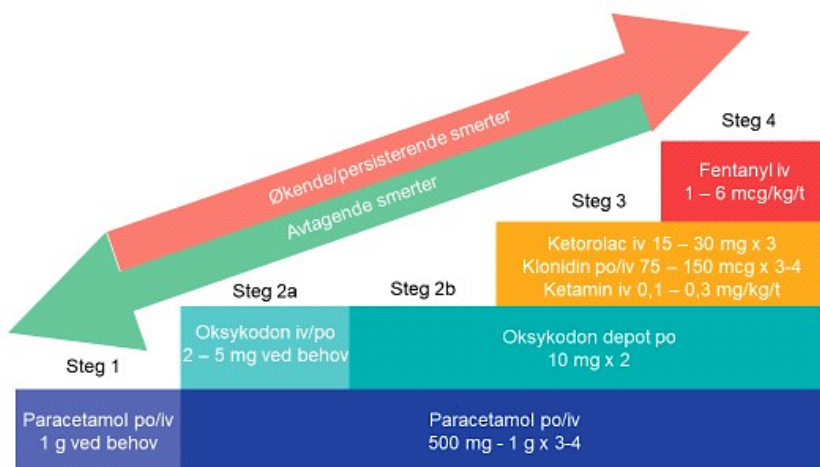 Økende/persisterende smerter
Avtagende smerter
Steg 4
Fentanyl iv
1 – 6 mcg/kg/t
Steg 3
Ketorolac iv 15 – 30 mg x 3
Klonidin po/iv 75 – 150 mcg x 3-4
Ketamin iv 0,1 – 0,3 mg/kg/t
Steg 2a
Steg 2b
Oksykodon iv/po
2 – 5 mg ved behov
Oksykodon depot po
10 mg x 2
Steg 1
Paracetamol po/iv
1 g ved behov
Paracetamol po/iv
500 mg - 1 g x 3-4